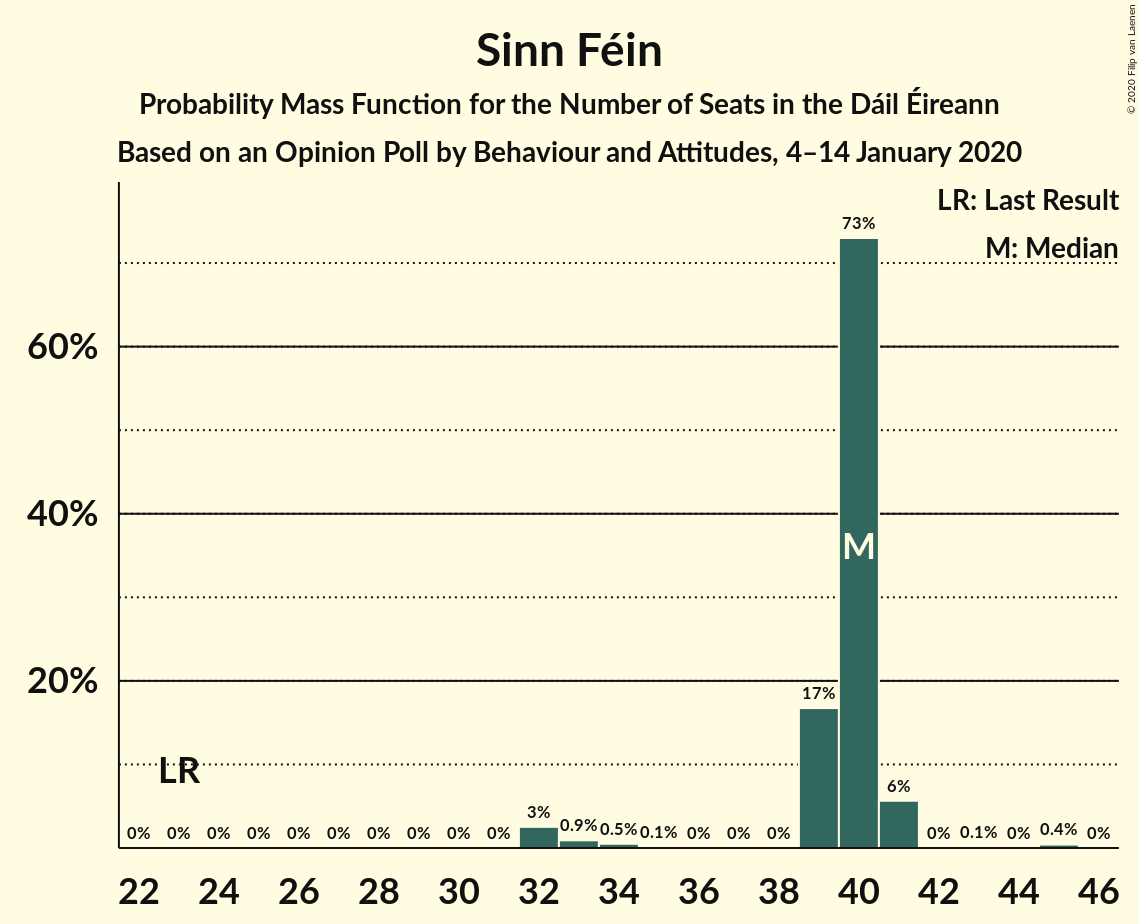 Sinn Féin
Probability Mass Function for the Number of Seats in the Dáil Éireann
Based on an Opinion Poll by Behaviour and Attitudes, 4–14 January 2020
© 2020 Filip van Laenen
LR: Last Result
M: Median
60%
40%
20%
LR
M
0% 0% 0% 0% 0% 0% 0% 0% 0% 0% 3% 0.9% 0.5% 0.1% 0% 0% 0% 17% 73% 6% 0% 0.1% 0% 0.4% 0%
22 24 26 28 30 32 34 36 38 40 42 44 46